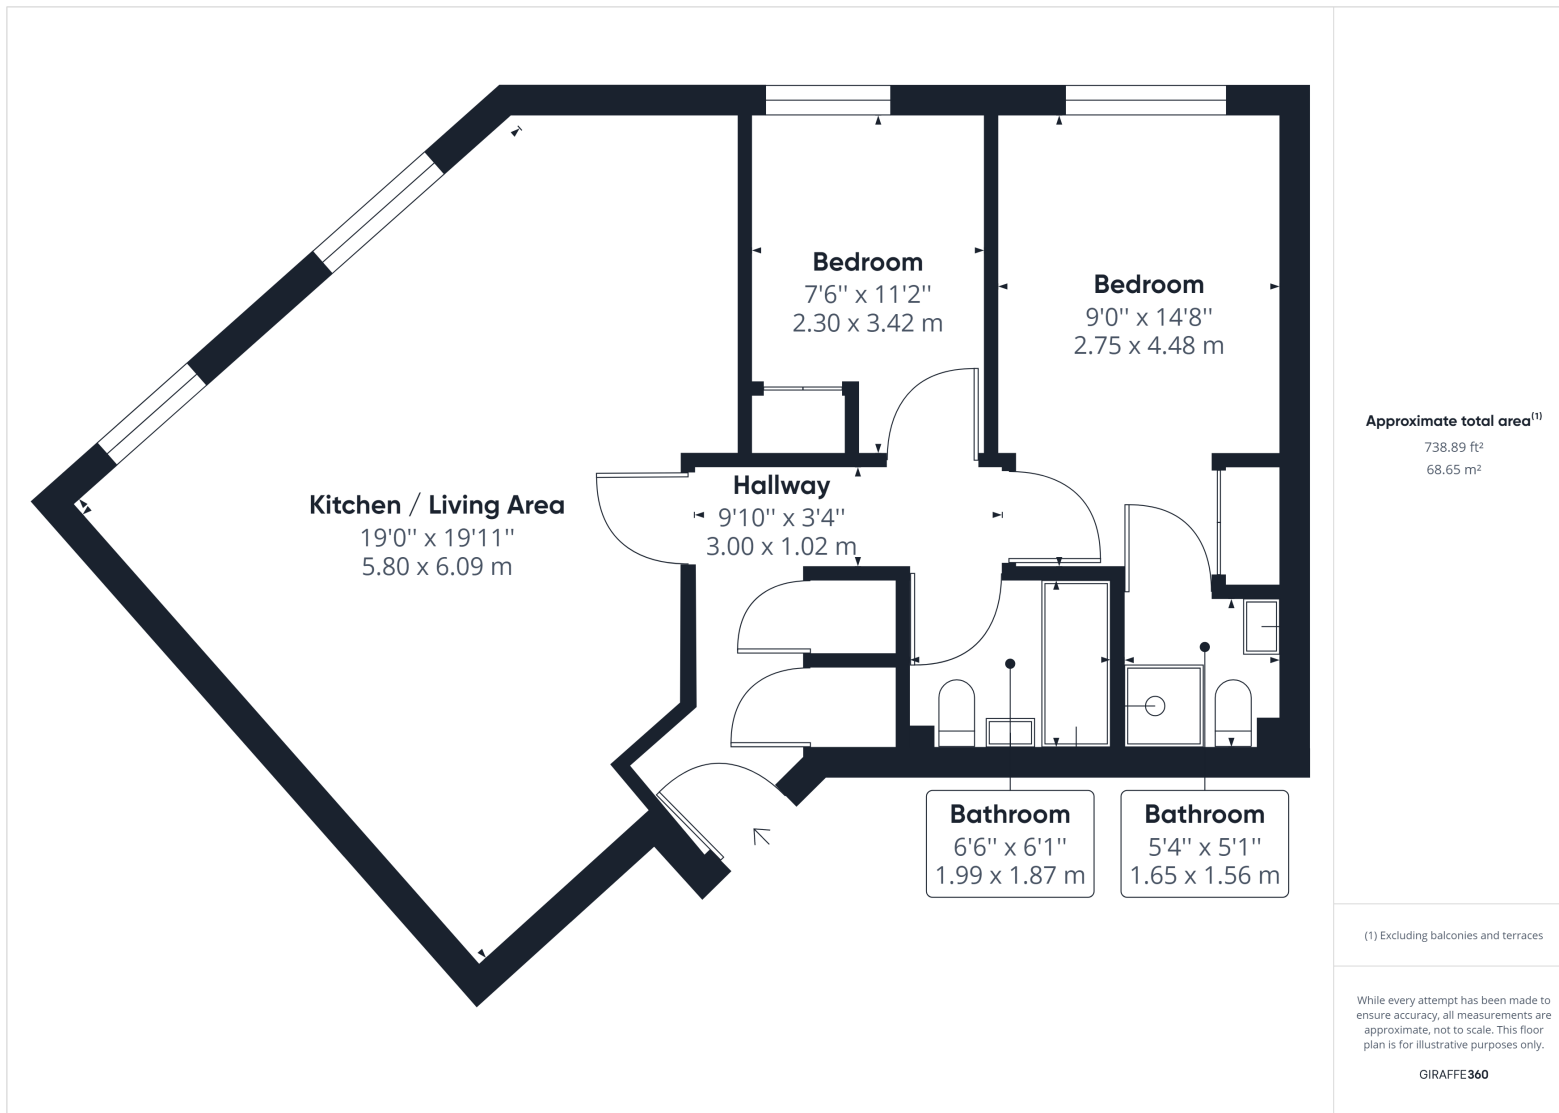 Bedroom
7'6'' x 11'2''
2.30 x 3.42 m
Bedroom
9'0'' x 14'8''
2.75 x 4.48 m
Kitchen / Living Area
19'0'' x 19'11''
5.80 x 6.09 m
Hallway
9'10'' x 3'4''
3.00 x 1.02 m
Bathroom
6'6'' x 6'1''
1.99 x 1.87 m
Bathroom
5'4'' x 5'1''
1.65 x 1.56 m
Approximate total area(1)
738.89 ft²
68.65 m²
(1) Excluding balconies and terraces
While every attempt has been made to
ensure accuracy, all measurements are
approximate, not to scale. This floor
plan is for illustrative purposes only.
GIRAFFE360